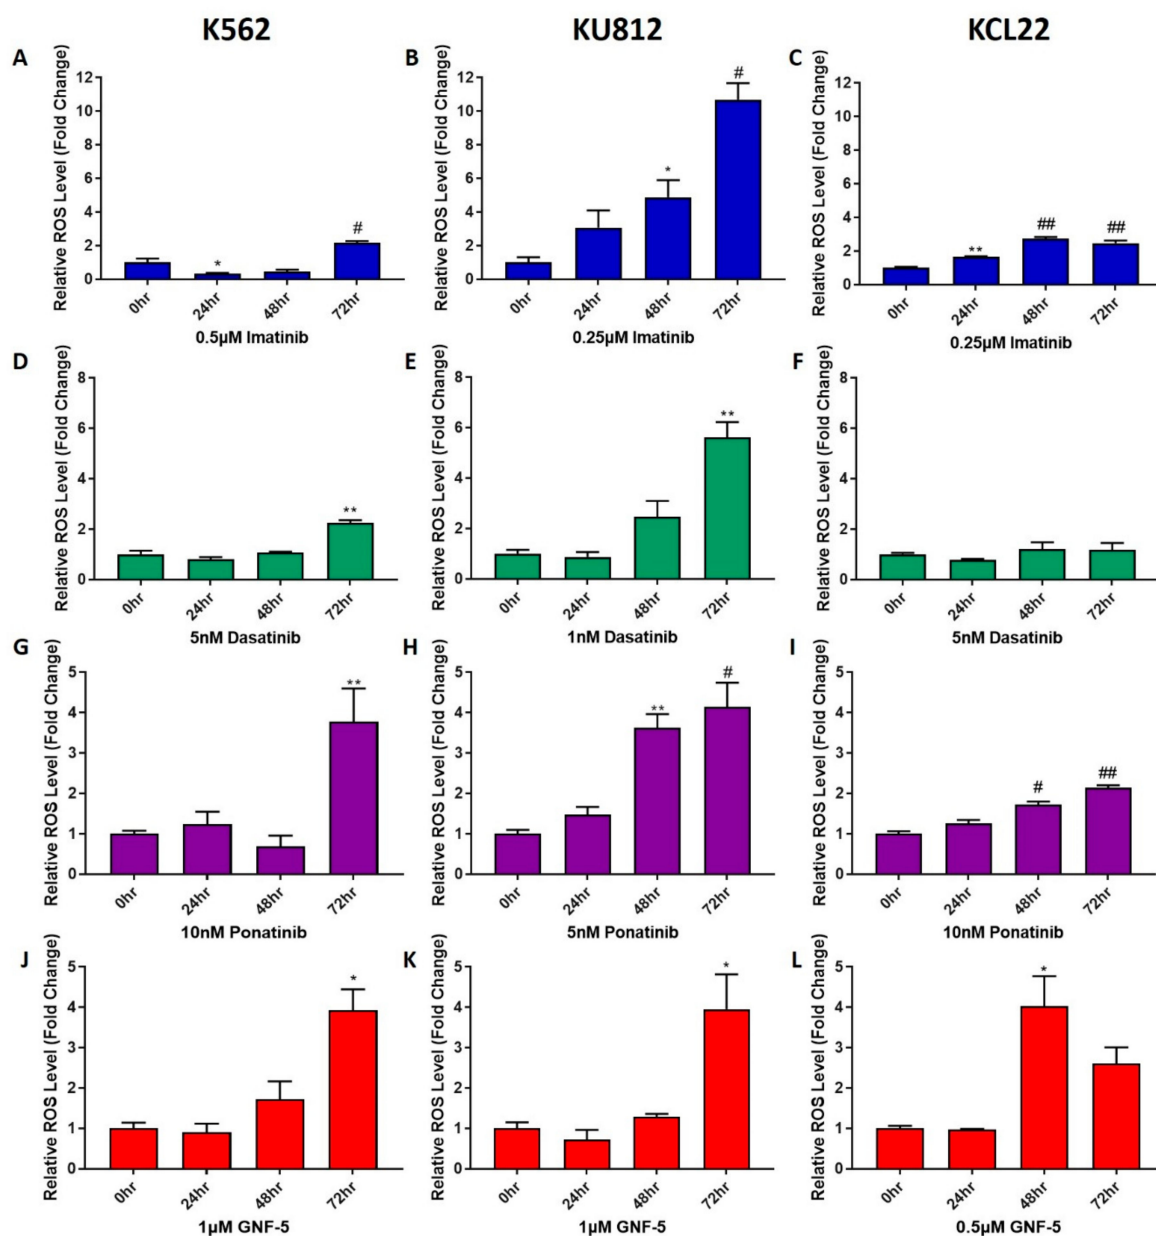 K562 KU812 KCL22
A B C
Relative ROS Level (Fold Change)
12
10
8
6
4
2
0
*
#
0hr 24hr 48hr 72hr
0.5µM Imatinib
Relative ROS Level (Fold Change)
12
10
8
6
4
2
0
*
#
0hr 24hr 48hr 72hr
0.25µM Imatinib
Relative ROS Level (Fold Change)
12
10
8
6
4
2
0
**
##
##
0hr 24hr 48hr 72hr
0.25µM Imatinib
D E F
Relative ROS Level (Fold Change)
8
6
4
2
0
**
0hr 24hr 48hr 72hr
5nM Dasatinib
Relative ROS Level (Fold Change)
8
6
4
2
0
**
0hr 24hr 48hr 72hr
1nM Dasatinib
Relative ROS Level (Fold Change)
8
6
4
2
0
0hr 24hr 48hr 72hr
5nM Dasatinib
G H I
Relative ROS Level (Fold Change)
5
4
3
2
1
0
**
0hr 24hr 48hr 72hr
10nM Ponatinib
Relative ROS Level (Fold Change)
5
4
3
2
1
0
**
#
0hr 24hr 48hr 72hr
5nM Ponatinib
Relative ROS Level (Fold Change)
5
4
3
2
1
0
#
##
0hr 24hr 48hr 72hr
10nM Ponatinib
J K L
Relative ROS Level (Fold Change)
5
4
3
2
1
0
*
0hr 24hr 48hr 72hr
1µM GNF-5
Relative ROS Level (Fold Change)
5
4
3
2
1
0
*
0hr 24hr 48hr 72hr
1µM GNF-5
Relative ROS Level (Fold Change)
5
4
3
2
1
0
*
0hr 24hr 48hr 72hr
0.5µM GNF-5